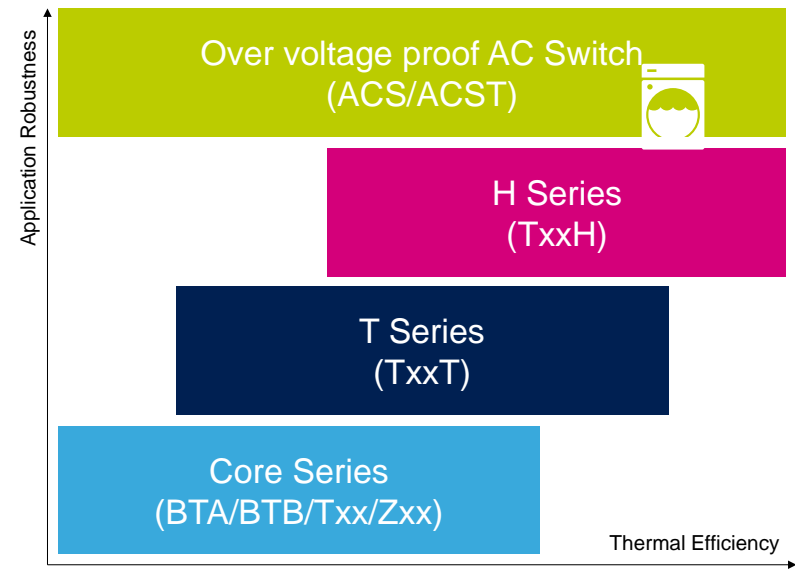 Application Robustness
Over voltage proof AC Switch
(ACS/ACST)
H Series
(TxxH)
T Series
(TxxT)
Core Series
(BTA/BTB/Txx/Zxx)
Thermal Efficiency